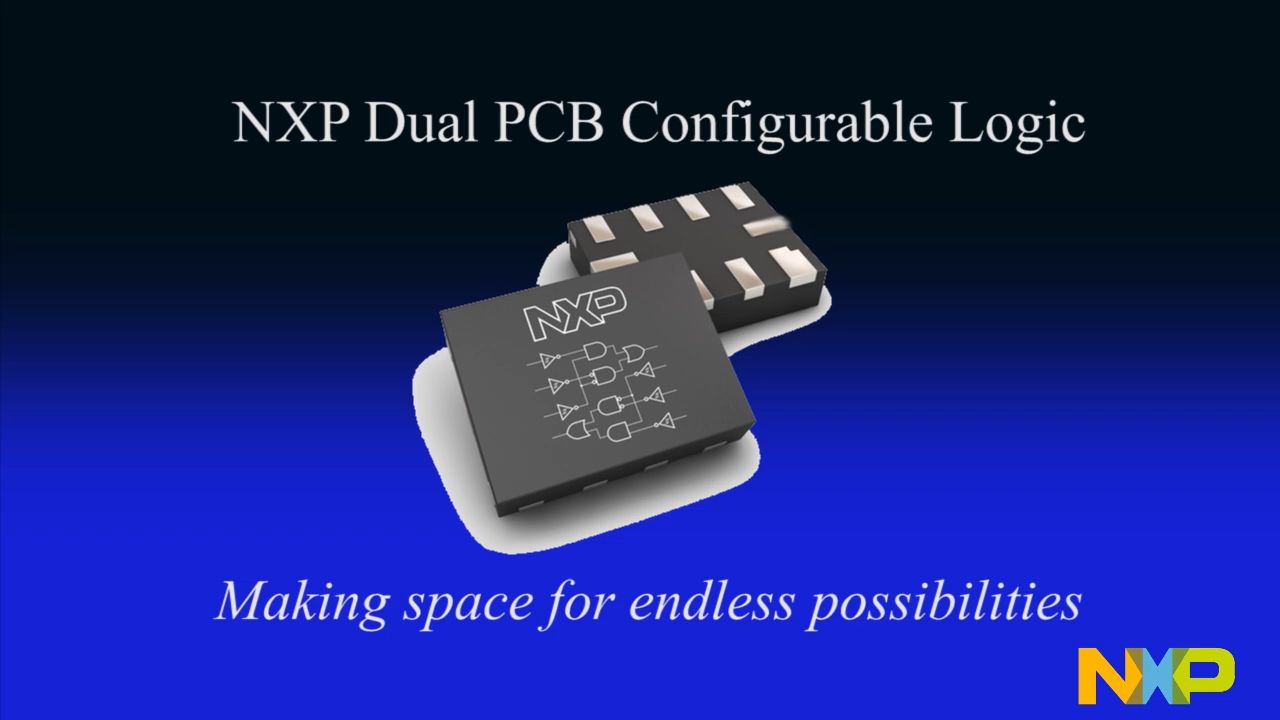 NXP Dual PCB Configurable Logic
NXP
Making space for endless possibilities
NXP